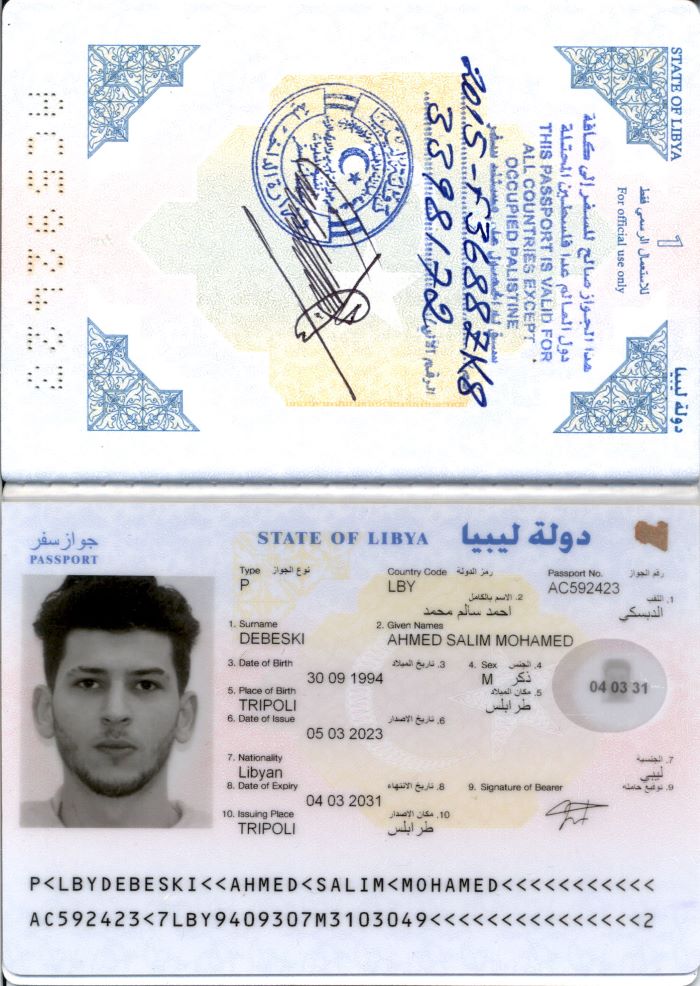 STATE OF LIBYA
دولة ليبيا
للاستعمال الرسمي فقط
For official use only
1
هذا الجواز صالح للسفر الى كافة
دول العالم عدا فلسطين المحتلة
THIS PASSPORT IS VALID FOR
ALL COUNTRIES EXCEPT
OCCUPIED PALISTINE
الرقم الآلي
3398172
AC592423
جواز سفر
PASSPORT
STATE OF LIBYA
دولة ليبيا
Type نوع الجواز
P
Country Code رمز الدولة
LBY
Passport No. رقم الجواز
AC592423
1. اللقب
الدبسكي
2. الاسم بالكامل
احمد سالم محمد
1. Surname
DEBESKI
2. Given Names
AHMED SALIM MOHAMED
3. Date of Birth 3. تاريخ الميلاد
30 09 1994
4. Sex 4. الجنس
M ذكر
5. Place of Birth 5. مكان الميلاد
TRIPOLI طرابلس
04 03 31
6. Date of Issue 6. تاريخ الاصدار
05 03 2023
7. Nationality 7. الجنسية
Libyan ليبي
8. Date of Expiry 8. تاريخ الانتهاء
04 03 2031
9. Signature of Bearer 9. توقيع حامله
10. Issuing Place 10. مكان الاصدار
TRIPOLI طرابلس
P<LBYDEBESKI<<AHMED<SALIM<MOHAMED<<<<<<<<<<<
AC592423<7LBY9409307M3103049<<<<<<<<<<<<<<<2